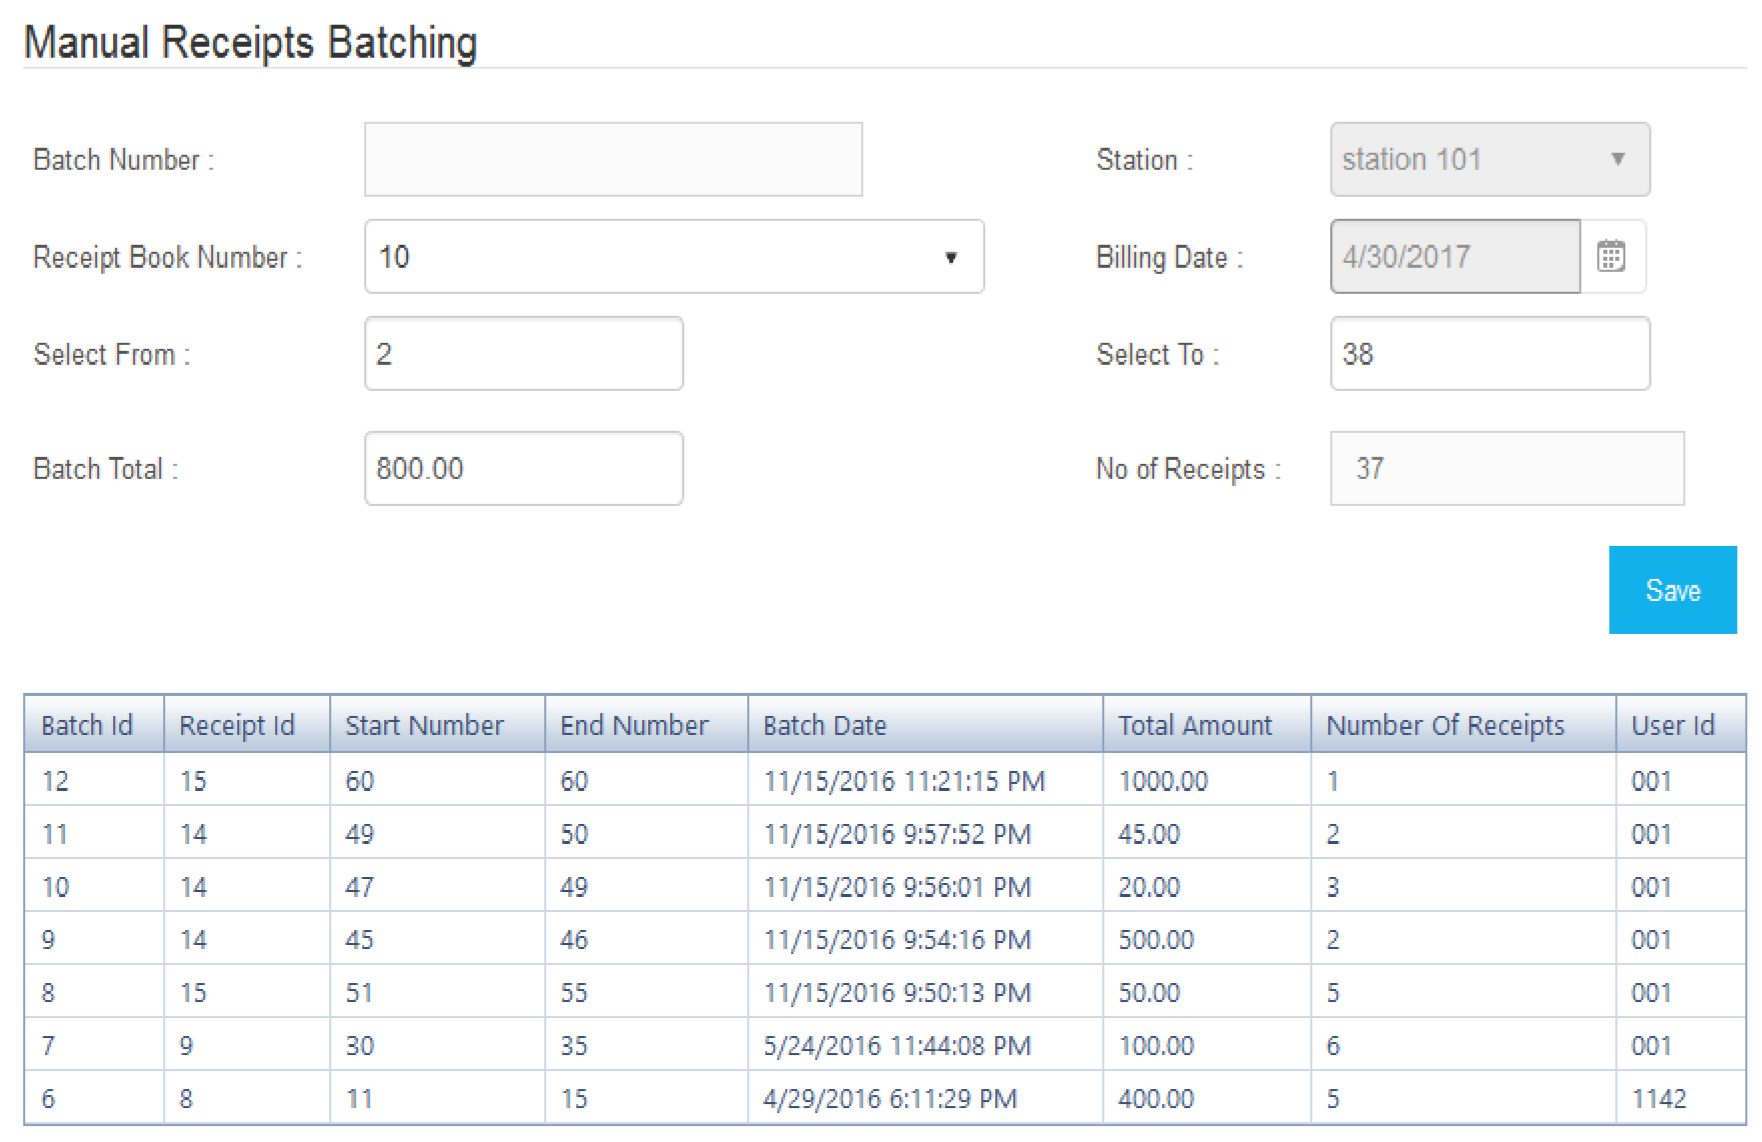 Manual Receipts Batching
Batch Number :
Station : station 101
Receipt Book Number : 10
Billing Date : 4/30/2017
Select From : 2
Select To : 38
Batch Total : 800.00
No of Receipts : 37
Save
Batch Id Receipt Id Start Number End Number Batch Date Total Amount Number Of Receipts User Id
12 15 60 60 11/15/2016 11:21:15 PM 1000.00 1 001
11 14 49 50 11/15/2016 9:57:52 PM 45.00 2 001
10 14 47 49 11/15/2016 9:56:01 PM 20.00 3 001
9 14 45 46 11/15/2016 9:54:16 PM 500.00 2 001
8 15 51 55 11/15/2016 9:50:13 PM 50.00 5 001
7 9 30 35 5/24/2016 11:44:08 PM 100.00 6 001
6 8 11 15 4/29/2016 6:11:29 PM 400.00 5 1142